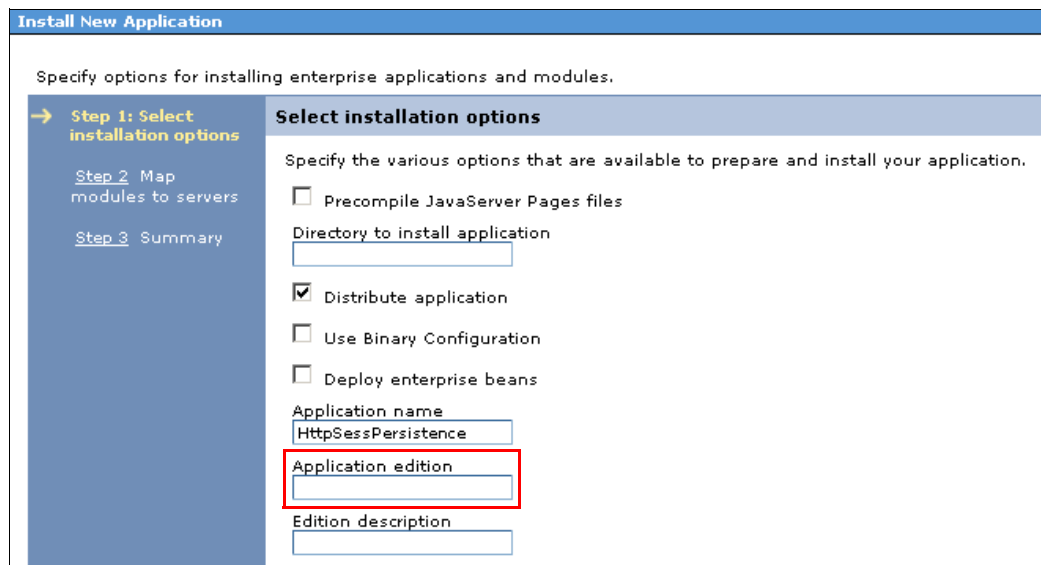 Install New Application
Specify options for installing enterprise applications and modules.
Step 1: Select
installation options
Step 2 Map
modules to servers
Step 3 Summary
Select installation options
Specify the various options that are available to prepare and install your application.
Precompile JavaServer Pages files
Directory to install application
Distribute application
Use Binary Configuration
Deploy enterprise beans
Application name
HttpSessPersistence
Application edition
Edition description